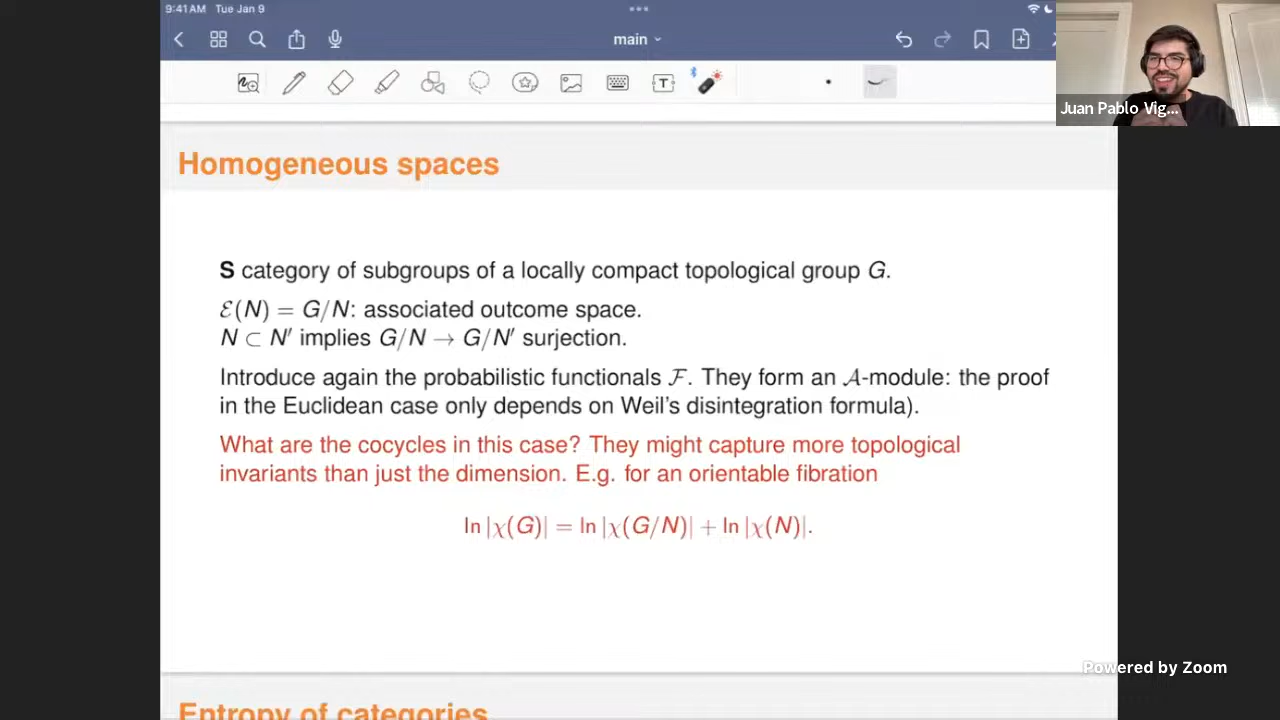 9:41 AM Tue Jan 9
main
T
Juan Pablo Vig...
Homogeneous spaces
S category of subgroups of a locally compact topological group G.
ℰ(N) = G/N: associated outcome space.
N ⊂ N′ implies G/N → G/N′ surjection.
Introduce again the probabilistic functionals ℱ. They form an 𝒜-module: the proof
in the Euclidean case only depends on Weil's disintegration formula).
What are the cocycles in this case? They might capture more topological
invariants than just the dimension. E.g. for an orientable fibration
ln |χ(G)| = ln |χ(G/N)| + ln |χ(N)|.
Powered by Zoom
Entropy of categories